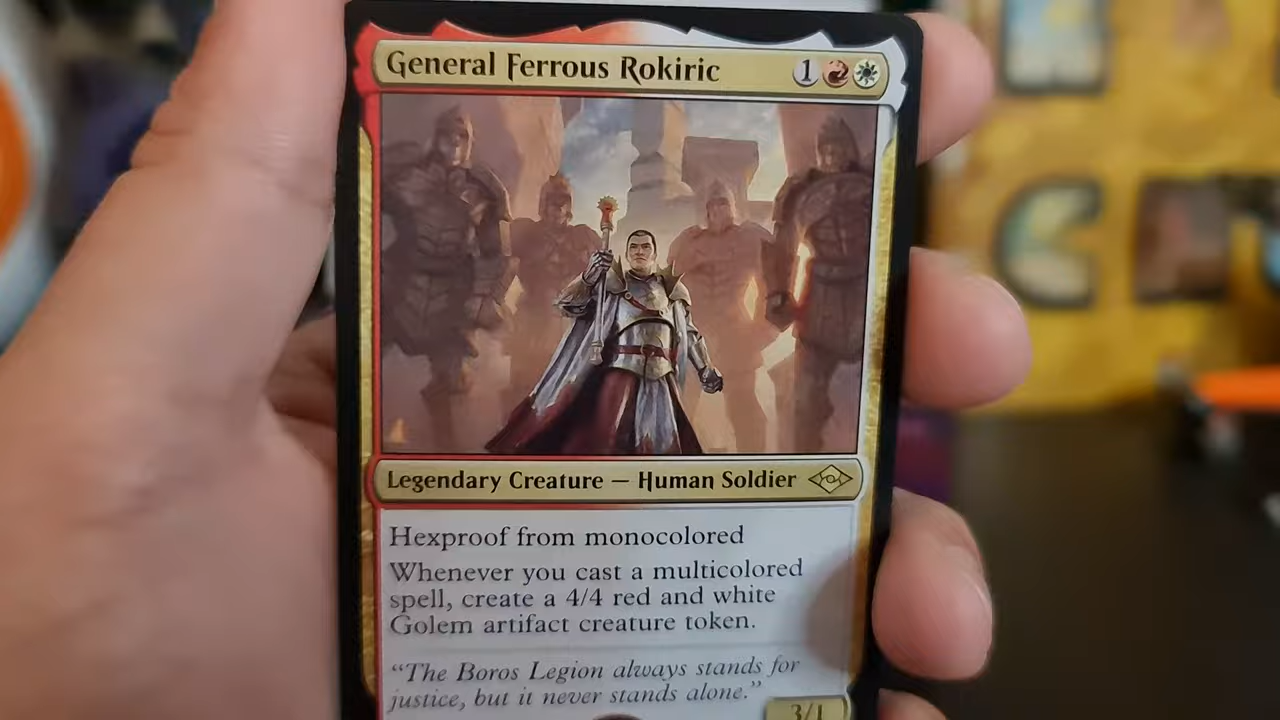 General Ferrous Rokiric 1
Legendary Creature — Human Soldier
Hexproof from monocolored
Whenever you cast a multicolored
spell, create a 4/4 red and white
Golem artifact creature token.
“The Boros Legion always stands for
justice, but it never stands alone.”
3/1